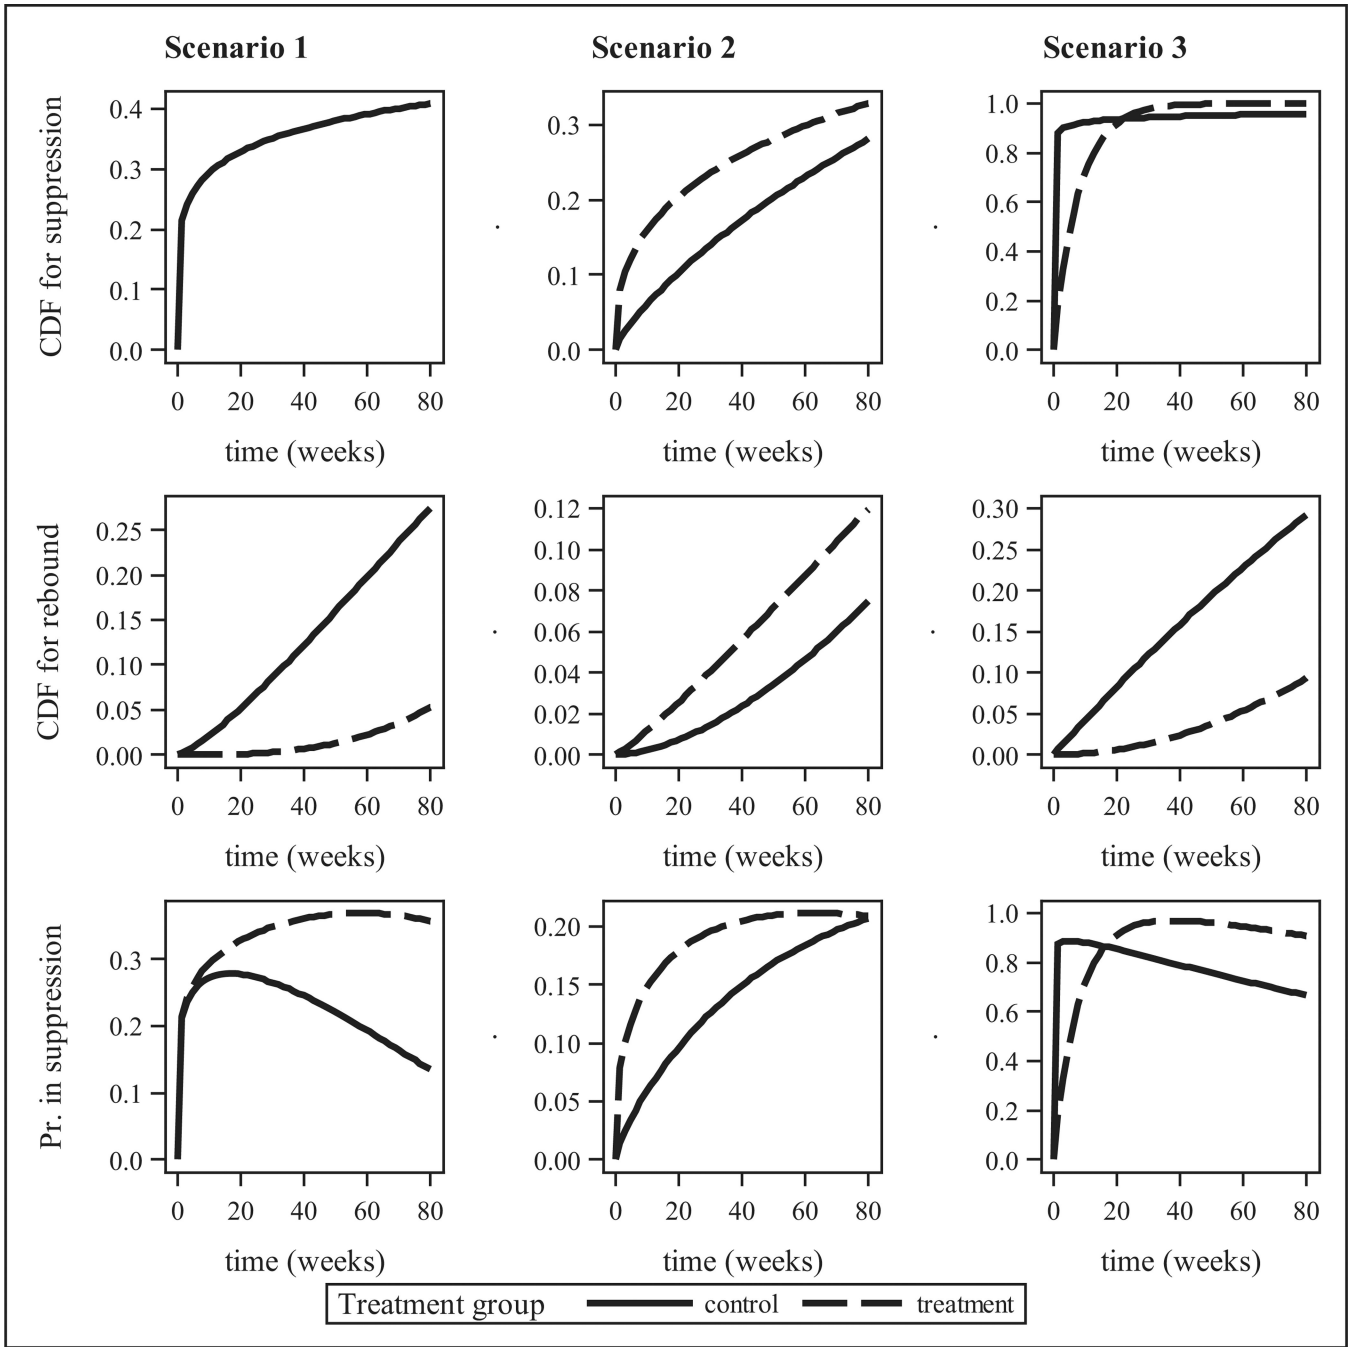 Scenario 1
Scenario 2
Scenario 3
CDF for suppression
0.4
0.3
0.2
0.1
0.0
0 20 40 60 80
time (weeks)
0.3
0.2
0.1
0.0
0 20 40 60 80
time (weeks)
1.0
0.8
0.6
0.4
0.2
0.0
0 20 40 60 80
time (weeks)
CDF for rebound
0.25
0.20
0.15
0.10
0.05
0.00
0 20 40 60 80
time (weeks)
0.12
0.10
0.08
0.06
0.04
0.02
0.00
0 20 40 60 80
time (weeks)
0.30
0.25
0.20
0.15
0.10
0.05
0.00
0 20 40 60 80
time (weeks)
Pr. in suppression
0.3
0.2
0.1
0.0
0 20 40 60 80
time (weeks)
0.20
0.15
0.10
0.05
0.00
0 20 40 60 80
time (weeks)
1.0
0.8
0.6
0.4
0.2
0.0
0 20 40 60 80
time (weeks)
Treatment group control treatment